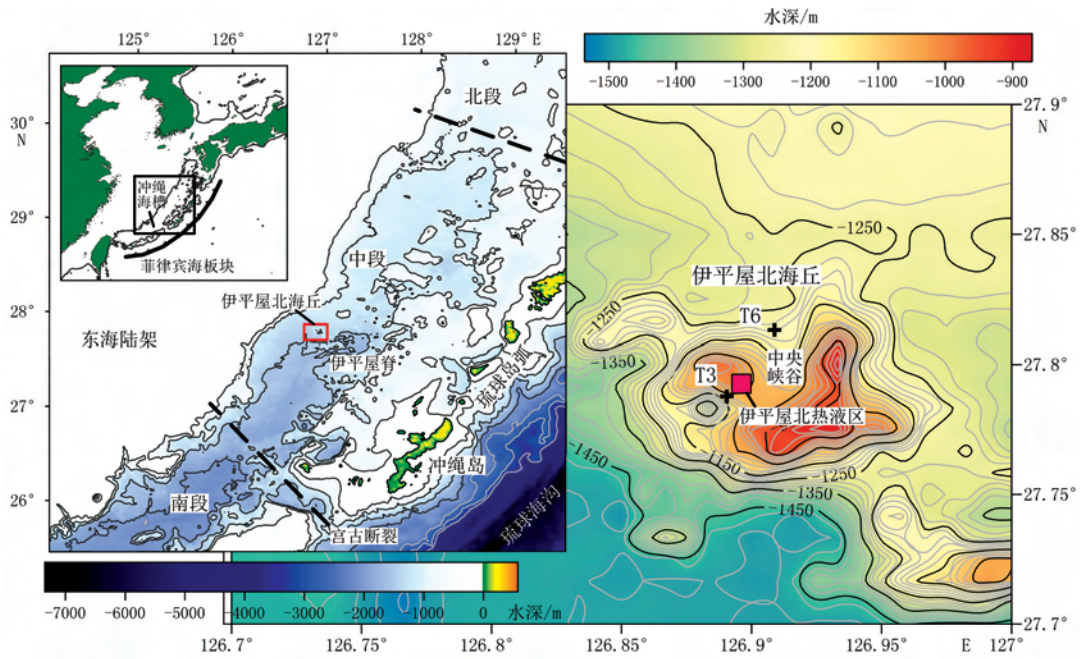 水深/m
-1500 -1400 -1300 -1200 -1100 -1000 -900
125° 126° 127° 128° 129° E
30°
N
29°
28°
27°
26°
冲绳
海槽
菲律宾海板块
北段
中段
伊平屋北海丘
东海陆架
伊平屋脊
琉球岛弧
冲绳岛
南段
宫古断裂
琉球海沟
-7000 -6000 -5000 -4000 -3000 -2000 -1000 0 水深/m
27.9°
N
27.85°
27.8°
27.75°
27.7°
-1250
伊平屋北海丘
-1250
T6
-1350
中央
峡谷
T3
伊平屋北热液区
-1450
-1150
-1250
-1350
-1450
126.7° 126.75° 126.8° 126.85° 126.9° 126.95° E 127°